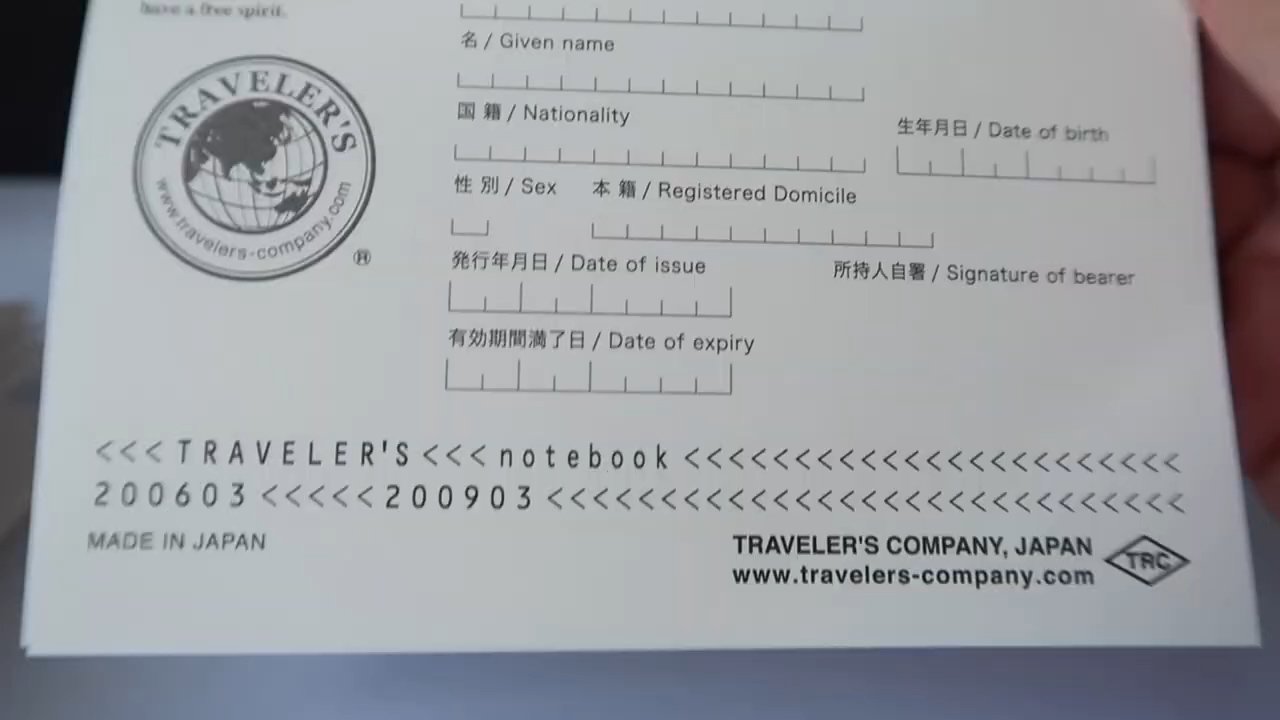 have a free spirit.
名 / Given name
国 籍 / Nationality
生年月日 / Date of birth
性 別 / Sex 本 籍 / Registered Domicile
発行年月日 / Date of issue
所持人自署 / Signature of bearer
有効期間満了日 / Date of expiry
TRAVELER'S
www.travelers-company.com
®
<<<TRAVELER'S<<<notebook<<<<<<<<<<<<<<<<<<<<<<<
200603<<<<<200903<<<<<<<<<<<<<<<<<<<<<<<<<<<<
MADE IN JAPAN
TRAVELER'S COMPANY, JAPAN
www.travelers-company.com
TRC